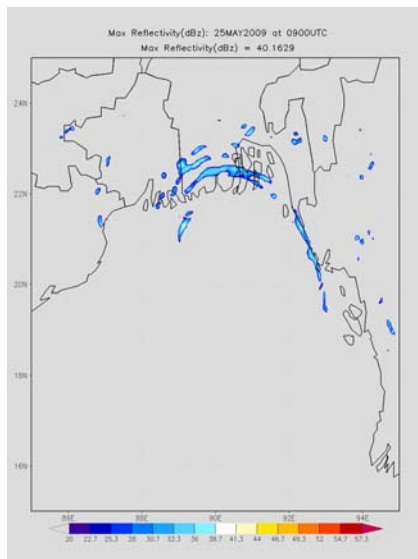 Max Reflectivity(dBz): 25MAY2009 at 0900UTC
Max Reflectivity(dBz) = 40.1629
24N
22N
20N
18N
16N
86E 90E 92E 94E
20 22.7 25.3 28 30.7 33.3 36 38.7 41.3 44 46.7 49.3 52 54.7 57.3